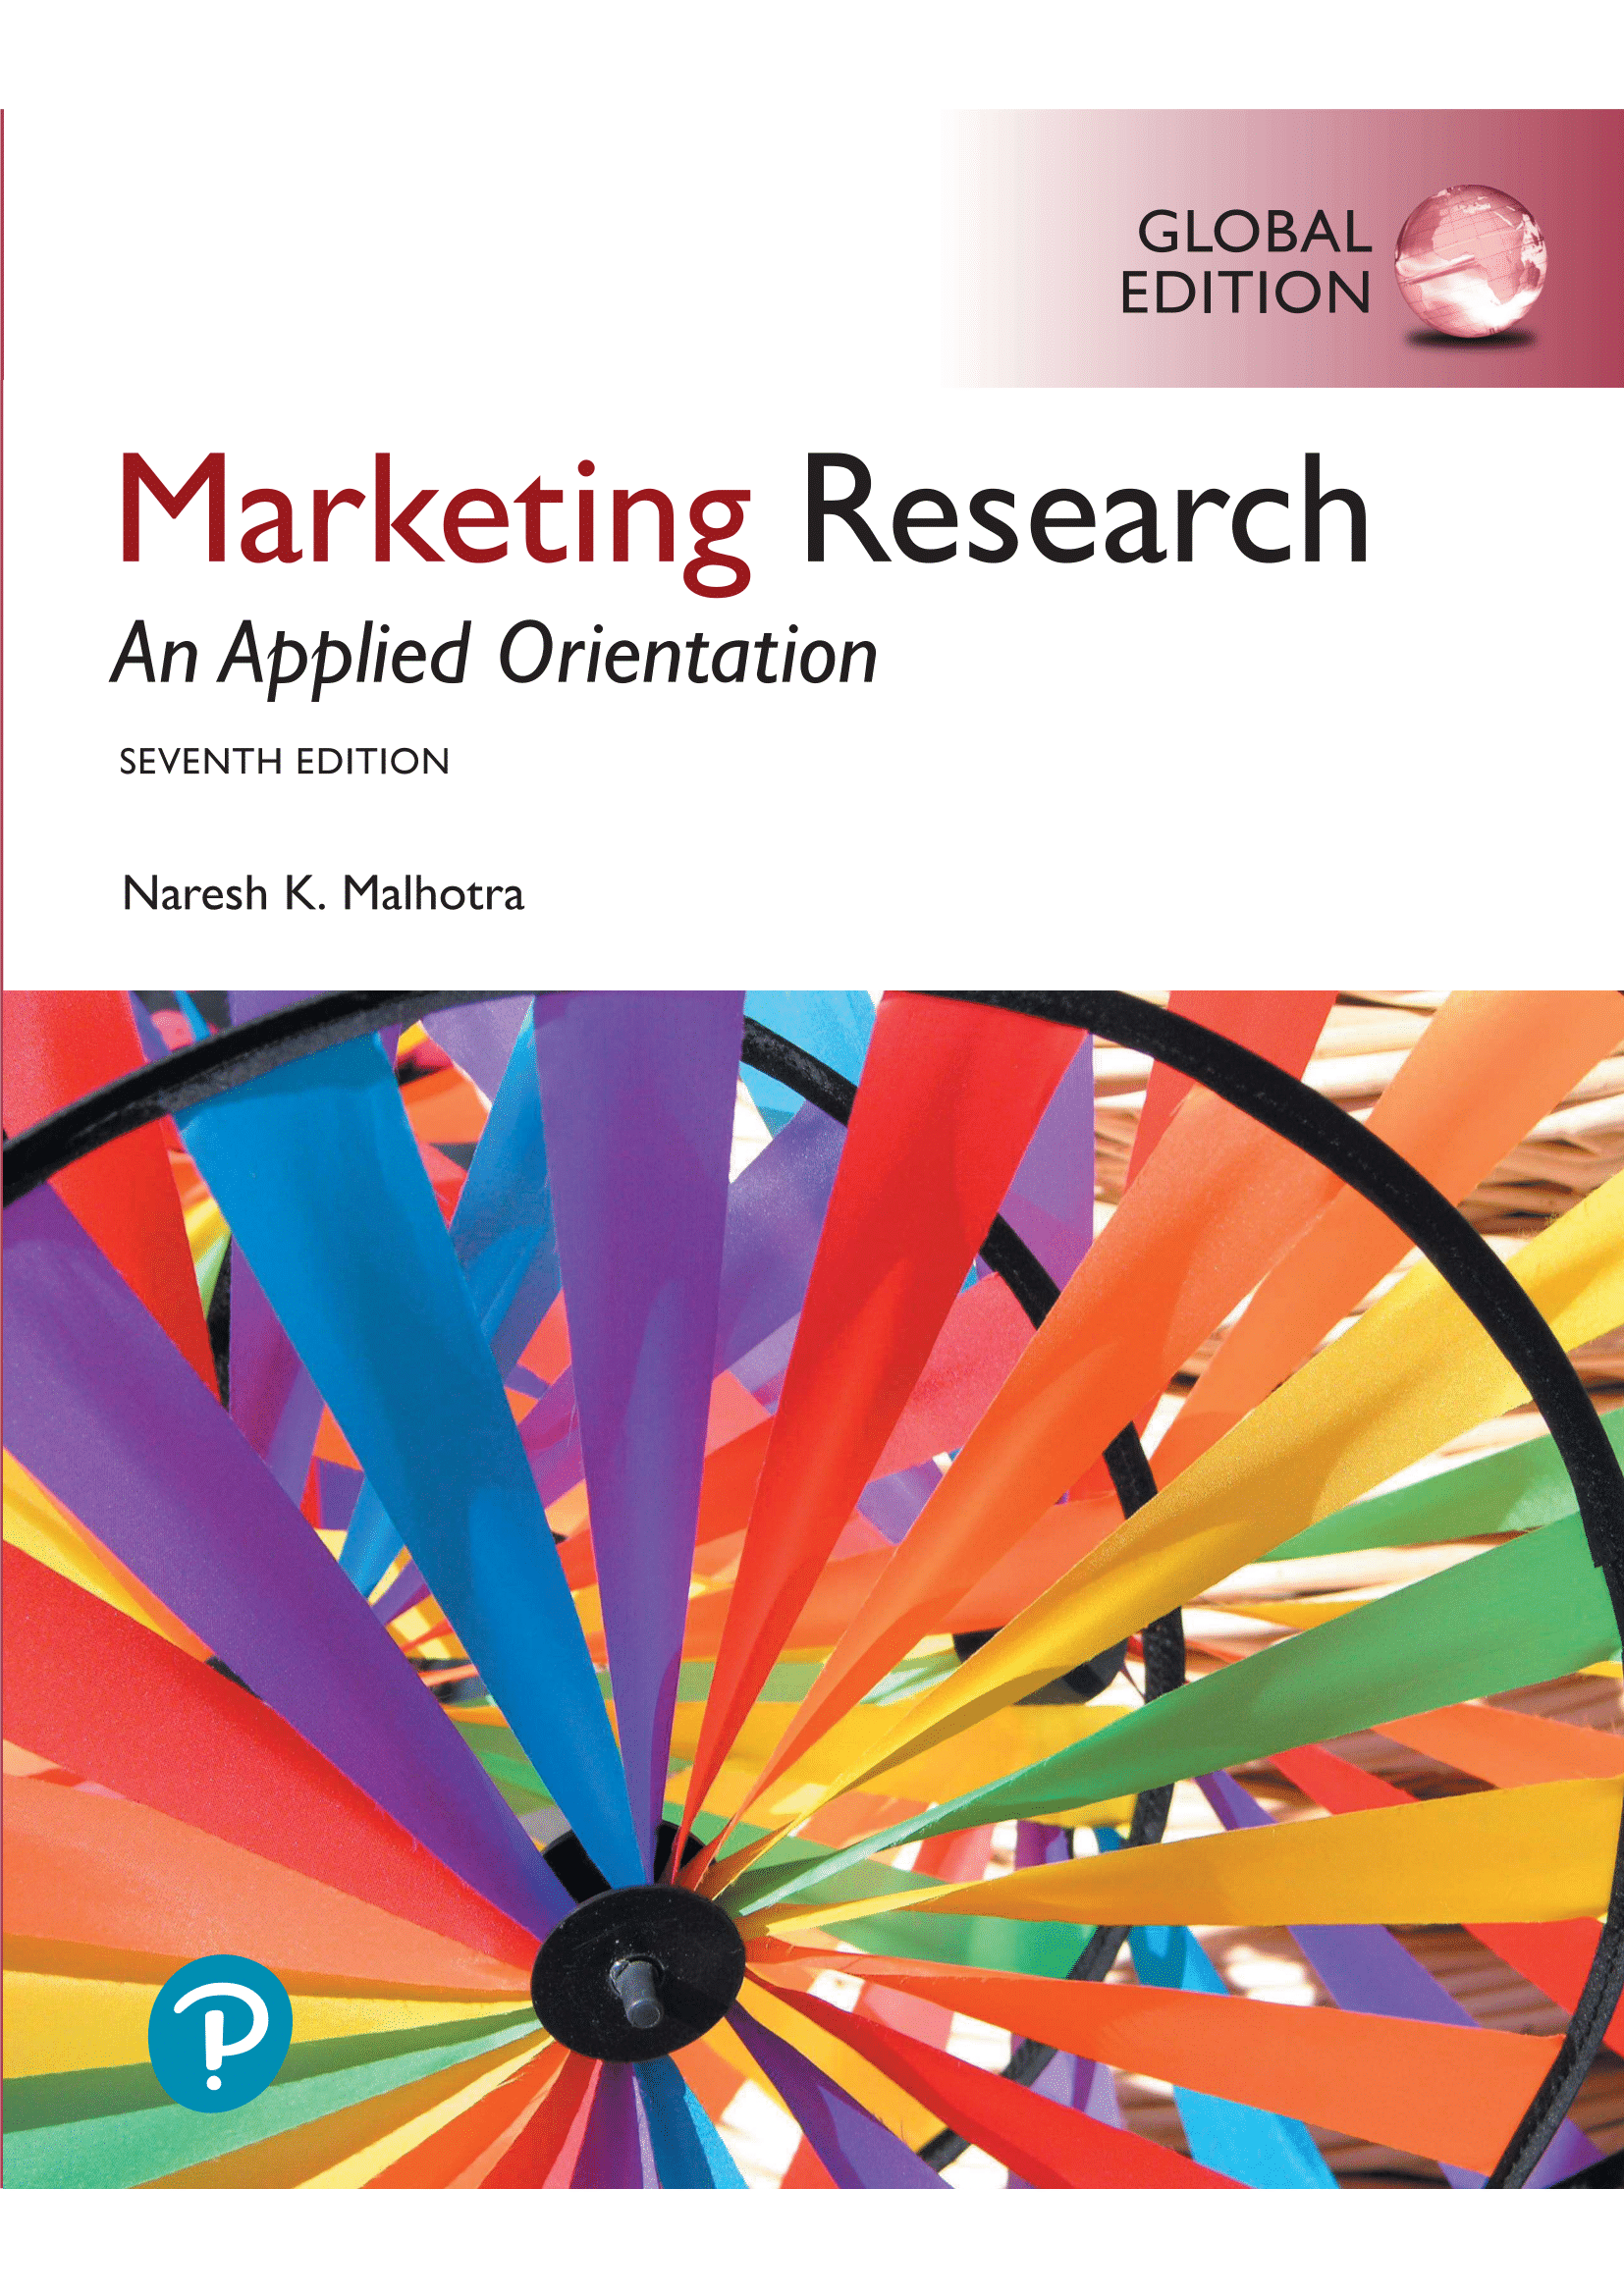 GLOBAL
EDITION
Marketing Research
An Applied Orientation
SEVENTH EDITION
Naresh K. Malhotra